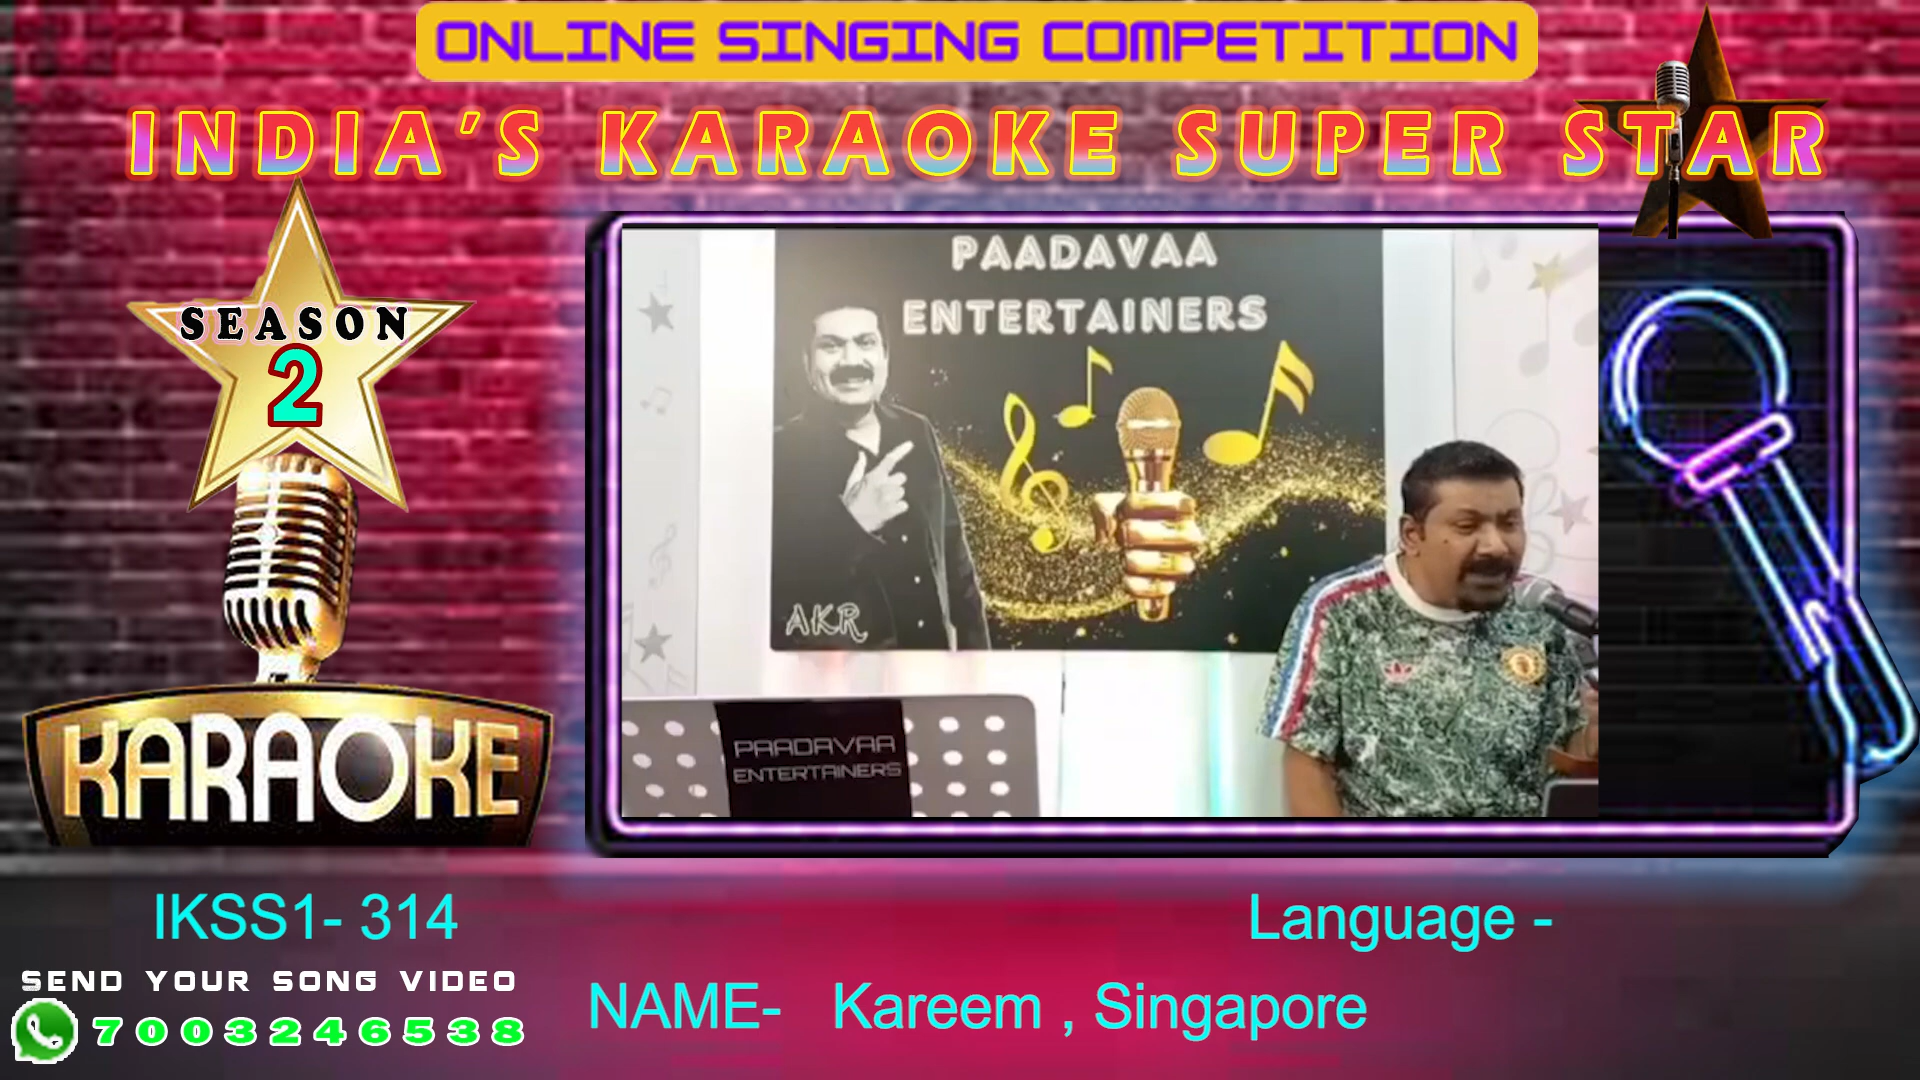 ONLINE SINGING COMPETITION
INDIA'S KARAOKE SUPER STAR
SEASON
2
KARAOKE
PAADAVAA
ENTERTAINERS
AKR
PAADAVAA
ENTERTAINERS
IKSS1- 314
Language -
SEND YOUR SONG VIDEO
7003246538
NAME- Kareem , Singapore